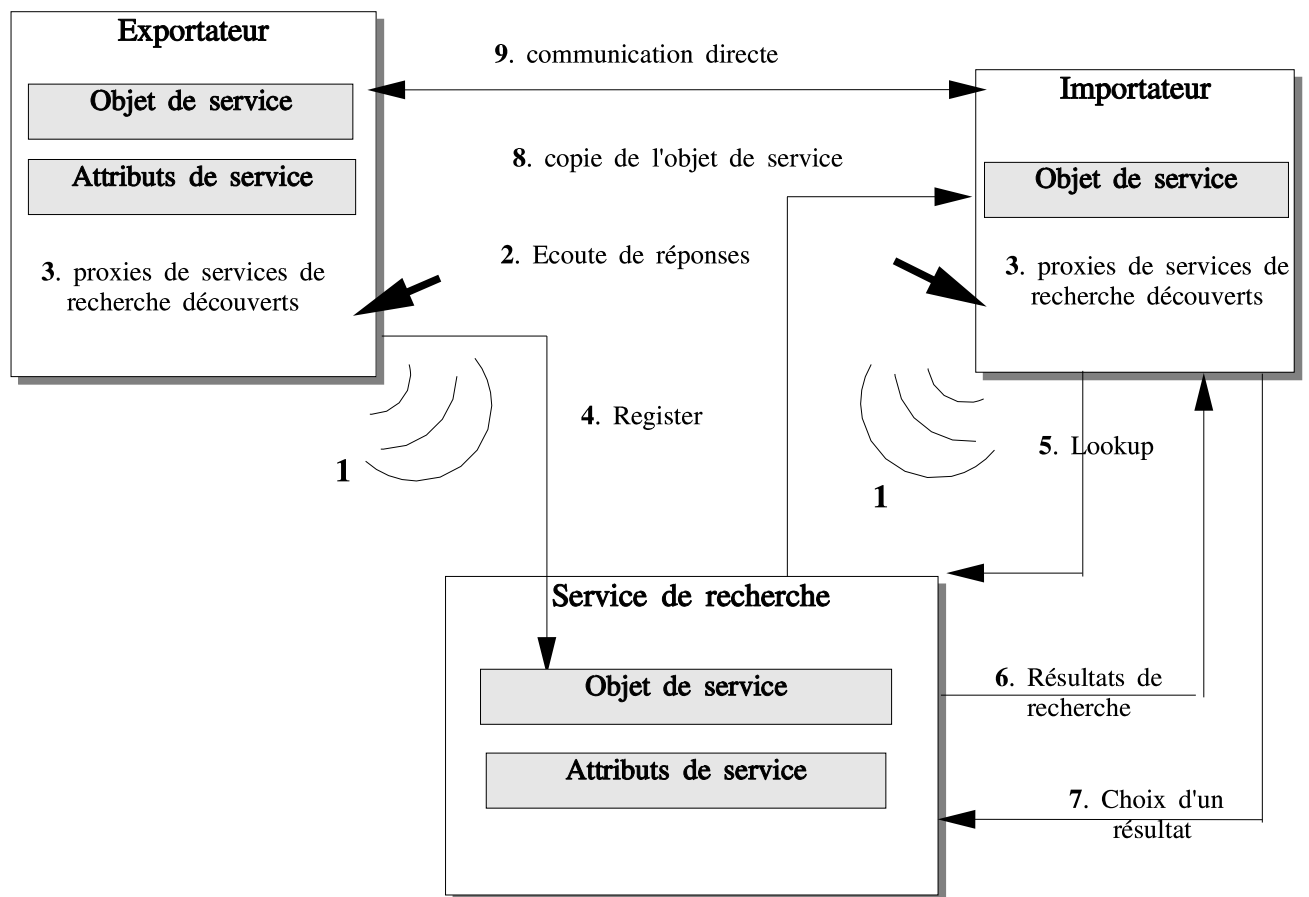 Exportateur
Objet de service
Attributs de service
3. proxies de services de
recherche découverts
9. communication directe
8. copie de l'objet de service
2. Ecoute de réponses
Importateur
Objet de service
3. proxies de services de
recherche découverts
4. Register
1
1
5. Lookup
Service de recherche
Objet de service
Attributs de service
6. Résultats de
recherche
7. Choix d'un
résultat